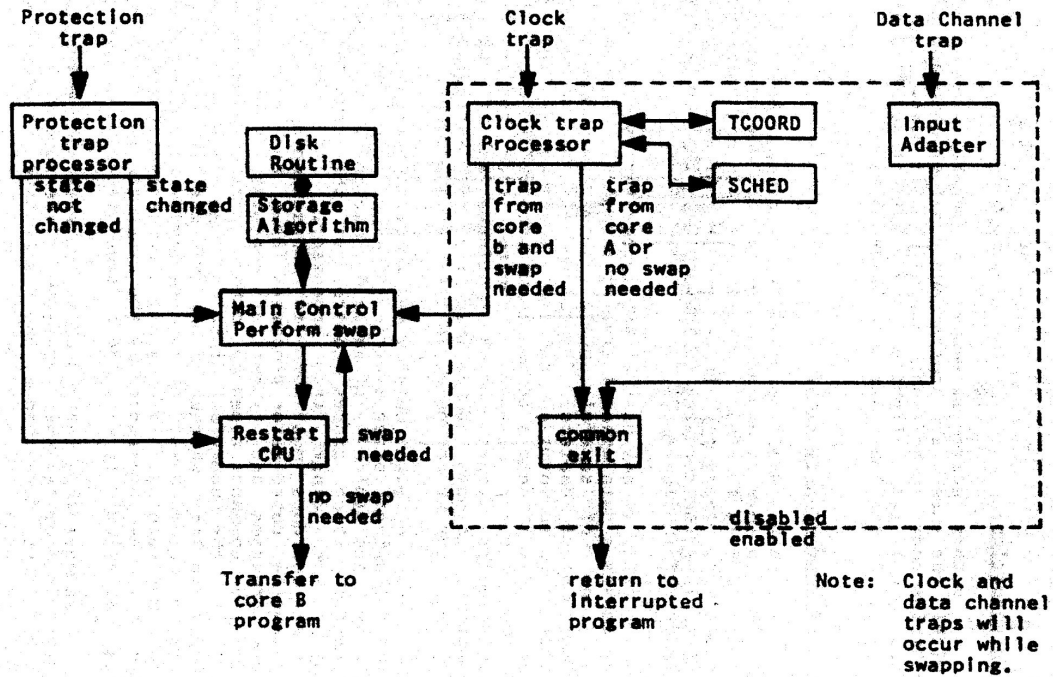 Protection
trap
Clock
trap
Data Channel
trap
Protection
trap
processor
Disk
Routine
Clock trap
Processor
TCOORD
Input
Adapter
SCHED
state
not
changed
state
changed
Storage
Algorithm
trap
from
core
b and
swap
needed
trap
from
core
A or
no swap
needed
Main Control
Perform swap
Restart
CPU
swap
needed
common
exit
no swap
needed
disabled
enabled
Transfer to
core B
program
return to
interrupted
program
Note: Clock and
data channel
traps will
occur while
swapping.